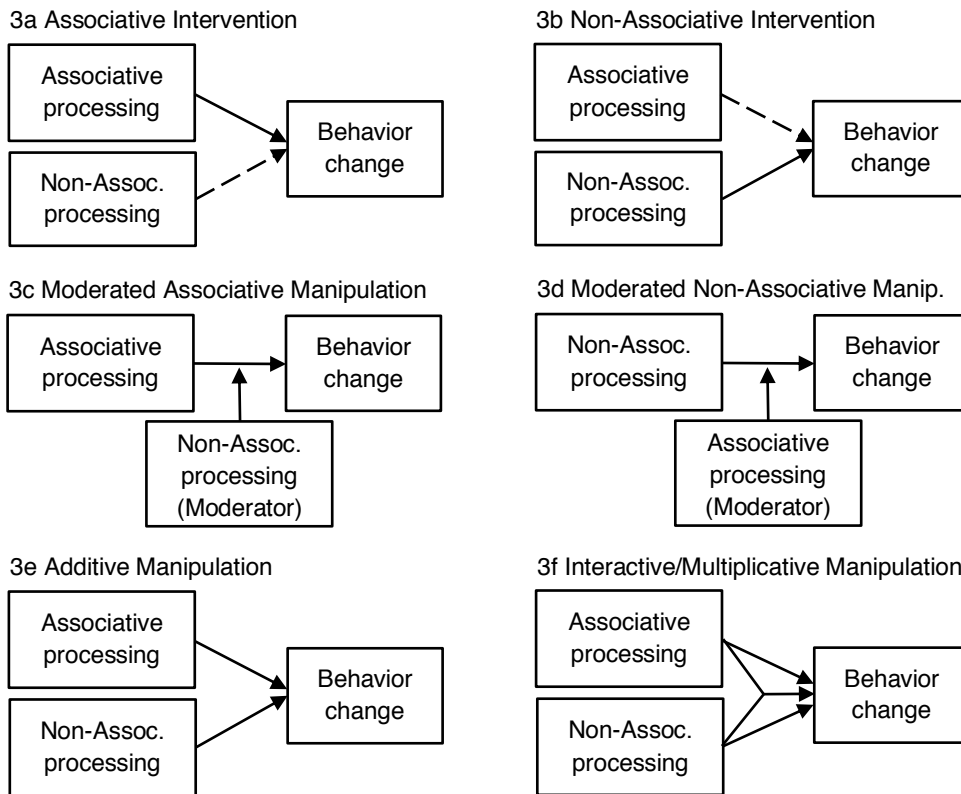 3a Associative Intervention
Associative
processing
Non-Assoc.
processing
Behavior
change
3b Non-Associative Intervention
Associative
processing
Non-Assoc.
processing
Behavior
change
3c Moderated Associative Manipulation
Associative
processing
Behavior
change
Non-Assoc.
processing
(Moderator)
3d Moderated Non-Associative Manip.
Non-Assoc.
processing
Behavior
change
Associative
processing
(Moderator)
3e Additive Manipulation
Associative
processing
Non-Assoc.
processing
Behavior
change
3f Interactive/Multiplicative Manipulation
Associative
processing
Non-Assoc.
processing
Behavior
change